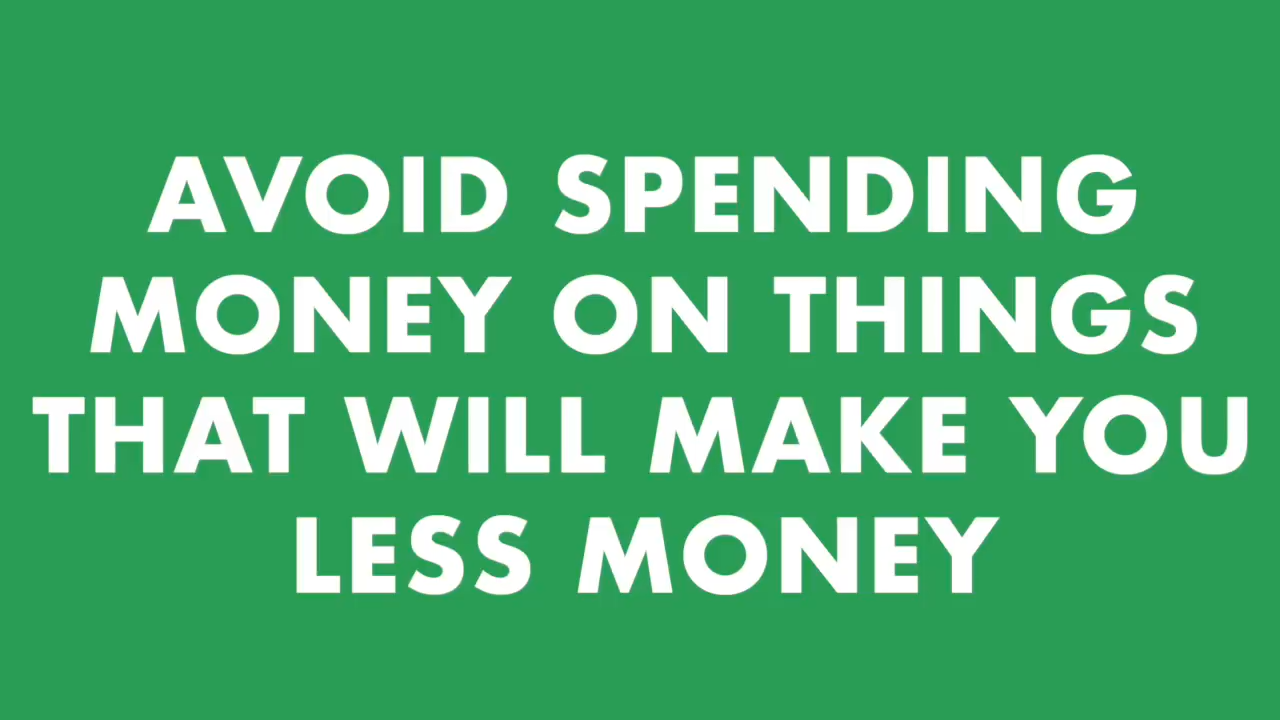 AVOID SPENDING
MONEY ON THINGS
THAT WILL MAKE YOU
LESS MONEY